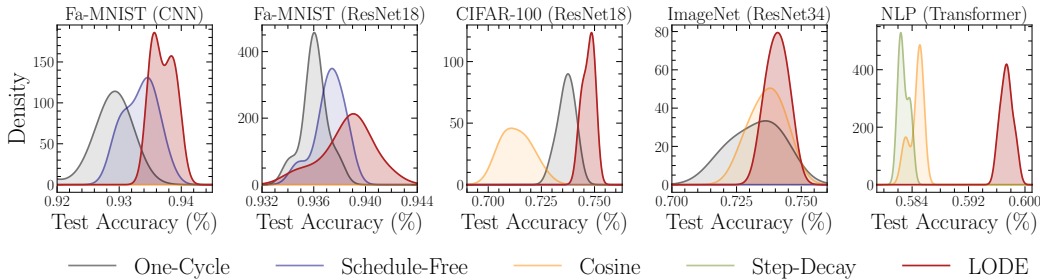 Fa-MNIST (CNN)
Fa-MNIST (ResNet18)
CIFAR-100 (ResNet18)
ImageNet (ResNet34)
NLP (Transformer)
Density
150
100
50
0
0.92
0.93
0.94
Test Accuracy (%)
400
200
0
0.932
0.936
0.940
0.944
Test Accuracy (%)
100
50
0
0.700
0.725
0.750
Test Accuracy (%)
80
60
40
20
0
0.700
0.725
0.750
Test Accuracy (%)
400
200
0
0.584
0.592
0.600
Test Accuracy (%)
One-Cycle
Schedule-Free
Cosine
Step-Decay
LODE